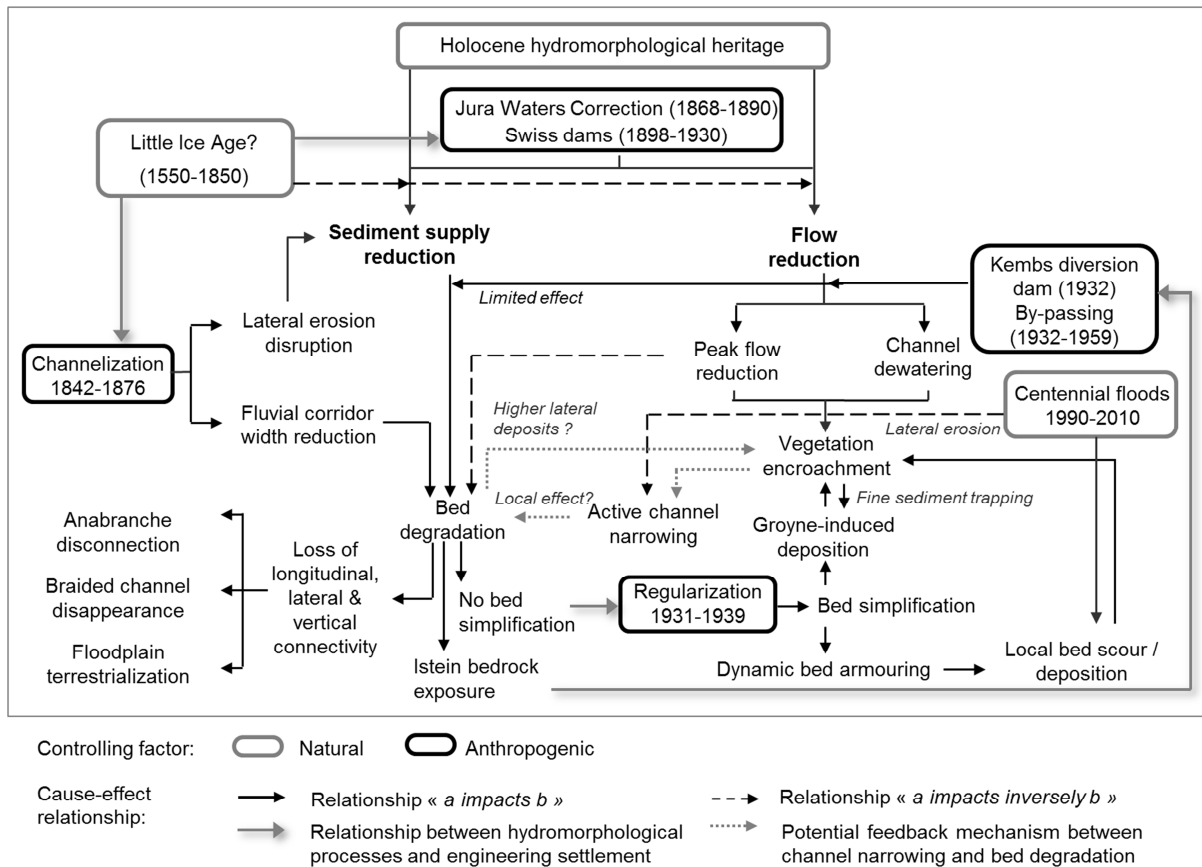 Holocene hydromorphological heritage
Jura Waters Correction (1868-1890)
Swiss dams (1898-1930)
Little Ice Age?
(1550-1850)
Sediment supply
reduction
Flow
reduction
Kembs diversion
dam (1932)
By-passing
(1932-1959)
Limited effect
Lateral erosion
disruption
Channelization
1842-1876
Peak flow
reduction
Channel
dewatering
Centennial floods
1990-2010
Fluvial corridor
width reduction
Higher lateral
deposits ?
Lateral erosion
Vegetation
encroachment
Local effect?
Fine sediment trapping
Bed
degradation
Active channel
narrowing
Groyne-induced
deposition
Anabranche
disconnection
Braided channel
disappearance
Floodplain
terrestrialization
Loss of
longitudinal,
lateral &
vertical
connectivity
No bed
simplification
Regularization
1931-1939
Bed simplification
Istein bedrock
exposure
Dynamic bed armouring
Local bed scour /
deposition
Controlling factor:
Natural
Anthropogenic
Cause-effect
relationship:
Relationship « a impacts b »
Relationship « a impacts inversely b »
Relationship between hydromorphological
processes and engineering settlement
Potential feedback mechanism between
channel narrowing and bed degradation